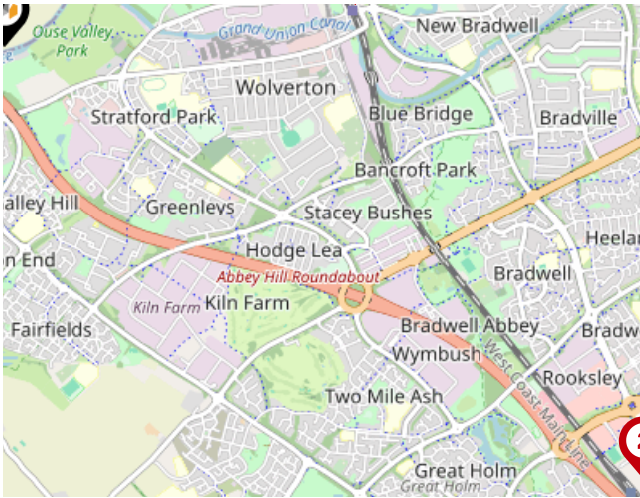 Ouse Valley
Park
Grand Union Canal
New Bradwell
Wolverton
Stratford Park
Blue Bridge
Bradville
Bancroft Park
alley Hill
Greenleys
Stacey Bushes
Heelan
n End
Hodge Lea
Abbey Hill Roundabout
Bradwell
Kiln Farm
Kiln Farm
Fairfields
Bradwell Abbey
Bradw
Wymbush
West Coast Main Line
Rooksley
Two Mile Ash
Great Holm
Great Holm